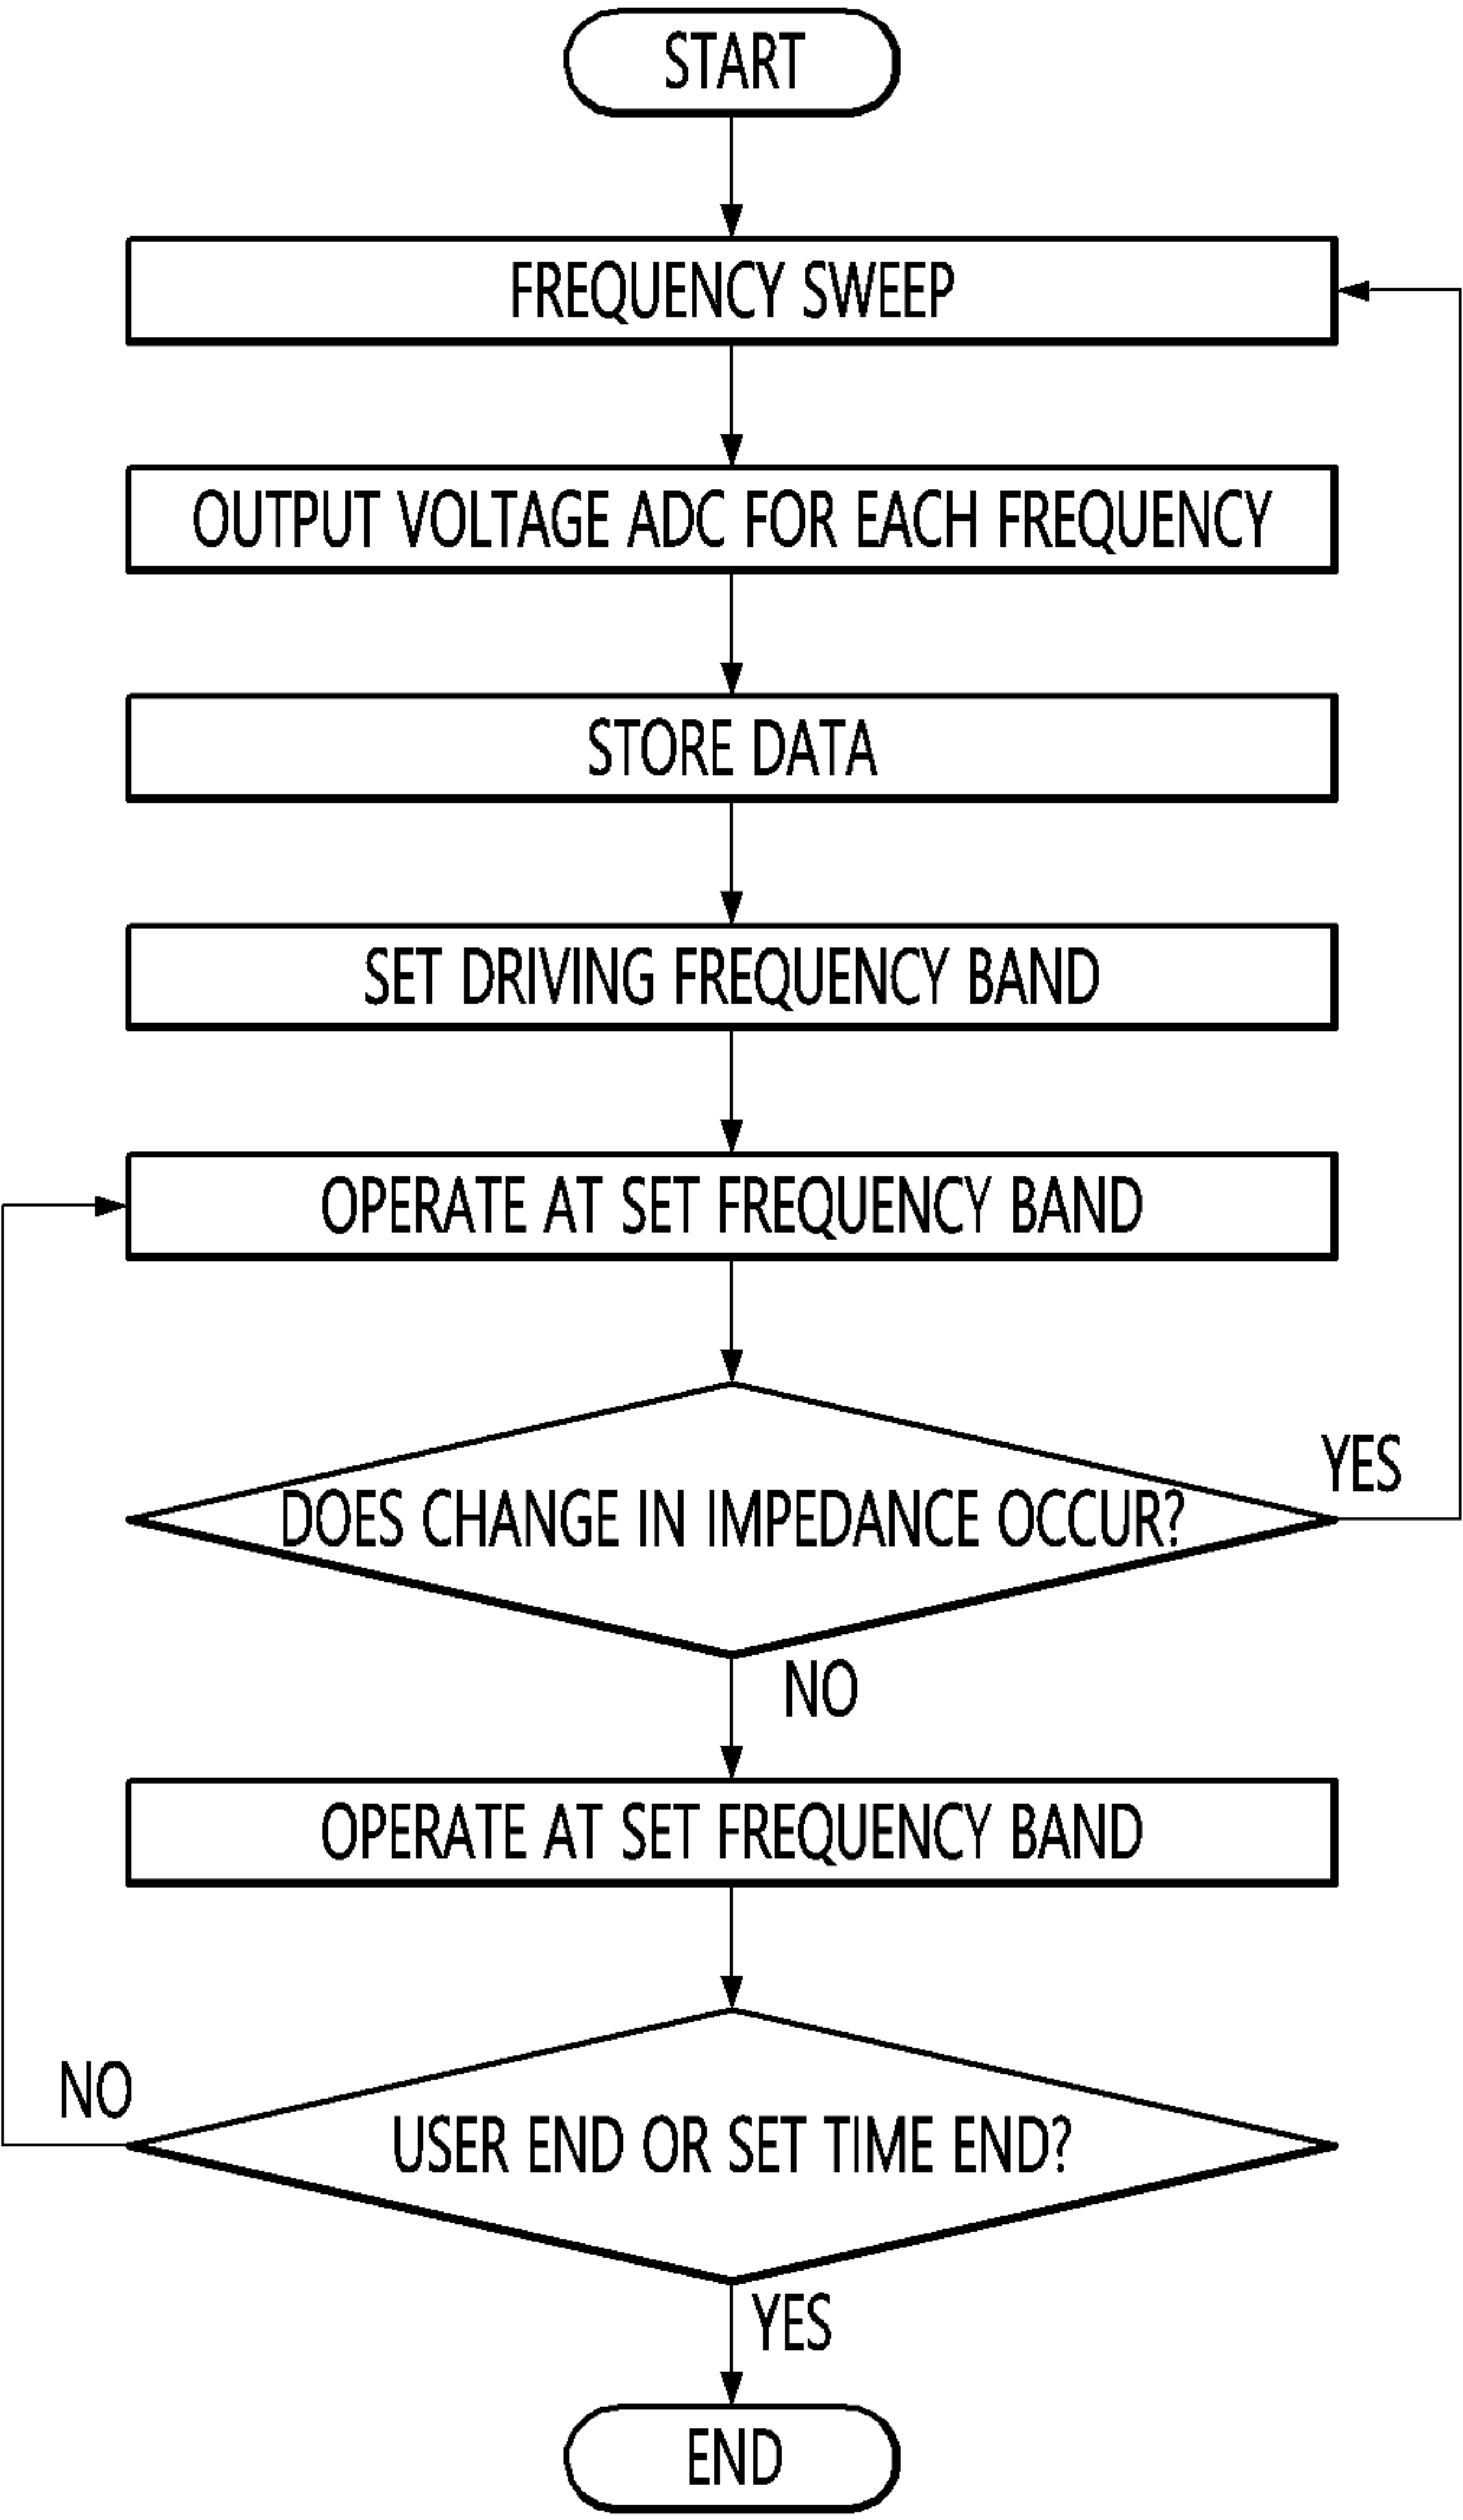 START
FREQUENCY SWEEP
OUTPUT VOLTAGE ADC FOR EACH FREQUENCY
STORE DATA
SET DRIVING FREQUENCY BAND
OPERATE AT SET FREQUENCY BAND
YES
DOES CHANGE IN IMPEDANCE OCCUR?
NO
OPERATE AT SET FREQUENCY BAND
NO
USER END OR SET TIME END?
YES
END